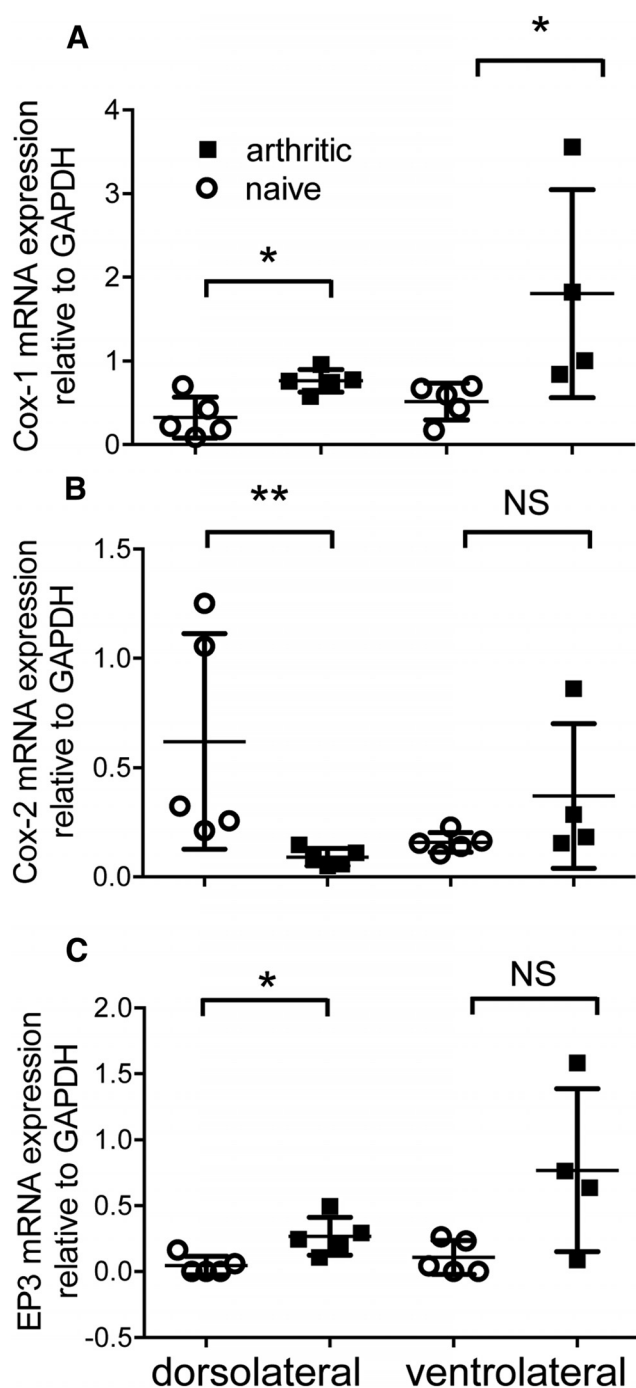 A
*
Cox-1 mRNA expression
relative to GAPDH
4
3
2
1
0
arthritic
naive
*
B
**
NS
Cox-2 mRNA expression
relative to GAPDH
1.5
1.0
0.5
0.0
C
*
NS
EP3 mRNA expression
relative to GAPDH
2.0
1.5
1.0
0.5
0.0
-0.5
dorsolateral
ventrolateral